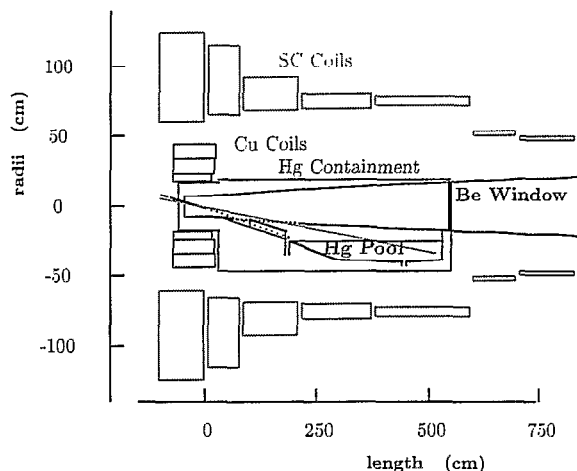 100
SC Coils
radii (cm)
50
Cu Coils
Hg Containment
0
Be Window
Hg Pool
-50
-100
0
250
500
750
length (cm)